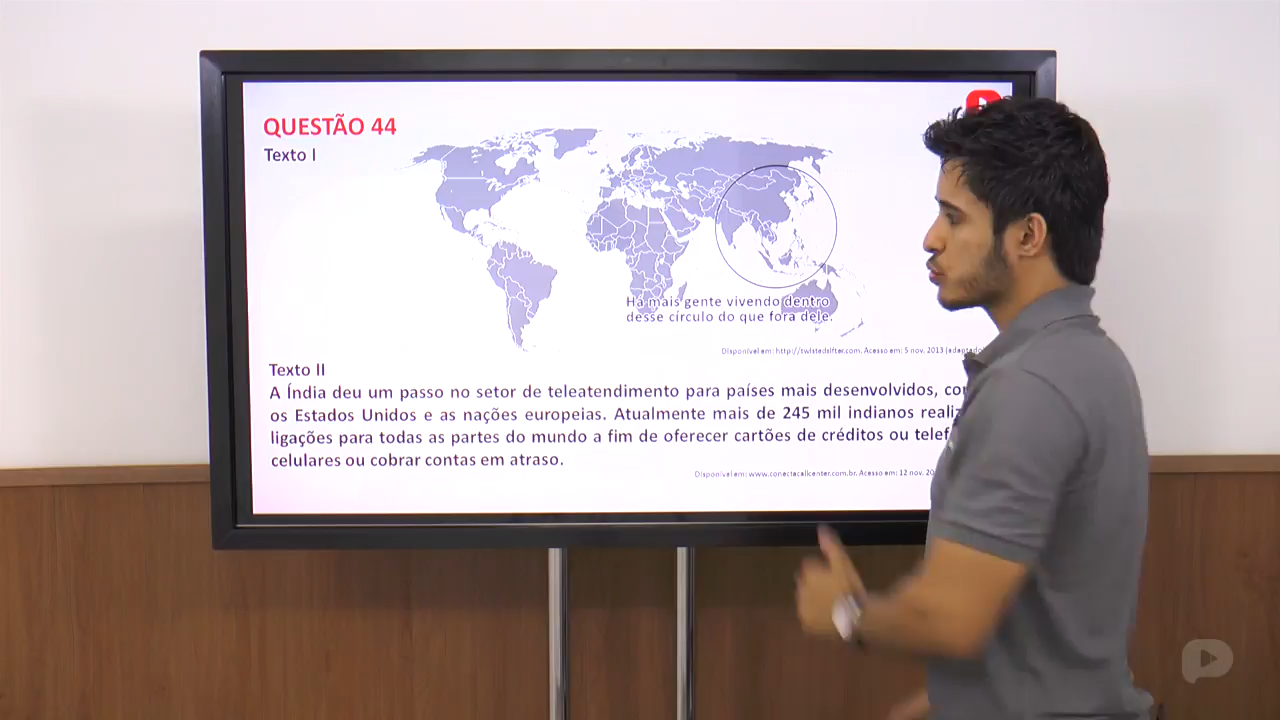 QUESTÃO 44
Texto I
Há mais gente vivendo dentro
desse círculo do que fora dele.
Disponível em: http://twistedsifter.com. Acesso em: 5 nov. 2013 (adaptado
Texto II
A Índia deu um passo no setor de teleatendimento para países mais desenvolvidos,
os Estados Unidos e as nações europeias. Atualmente mais de 245 mil indianos
ligações para todas as partes do mundo a fim de oferecer cartões de créditos ou
celulares ou cobrar contas em atraso.
Disponível em: www.conectacallcenter.com.br. Acesso em: 12 nov.